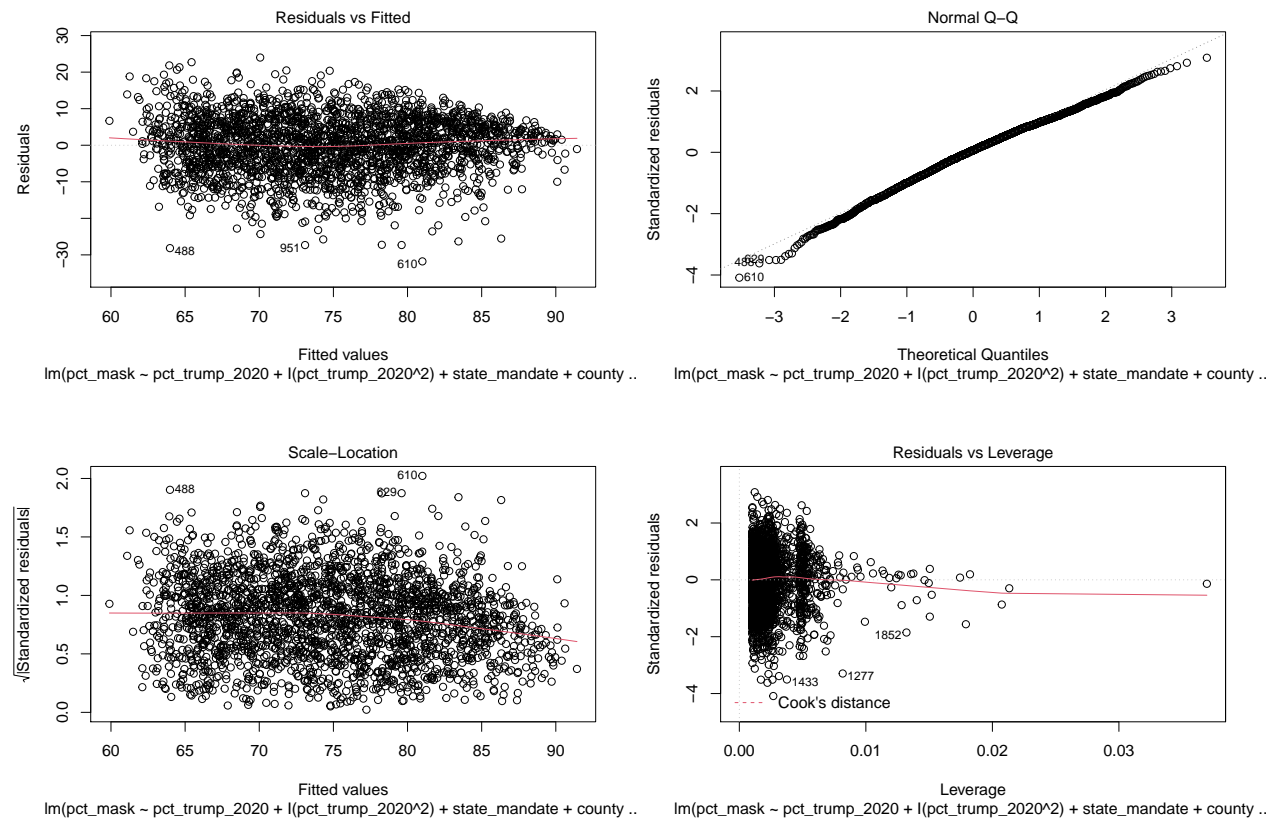 Residuals vs Fitted
Residuals
30
20
10
0
−10
−30
488
951
610
60 65 70 75 80 85 90
Fitted values
lm(pct_mask ~ pct_trump_2020 + I(pct_trump_2020^2) + state_mandate + county ..
Normal Q−Q
Standardized residuals
2
0
−2
−4
629
488
610
−3 −2 −1 0 1 2 3
Theoretical Quantiles
lm(pct_mask ~ pct_trump_2020 + I(pct_trump_2020^2) + state_mandate + county ..
Scale−Location
√|Standardized residuals|
2.0
1.5
1.0
0.5
0.0
610
488
629
60 65 70 75 80 85 90
Fitted values
lm(pct_mask ~ pct_trump_2020 + I(pct_trump_2020^2) + state_mandate + county ..
Residuals vs Leverage
Standardized residuals
2
0
−2
−4
1852
1277
1433
Cook's distance
0.00 0.01 0.02 0.03
Leverage
lm(pct_mask ~ pct_trump_2020 + I(pct_trump_2020^2) + state_mandate + county ..